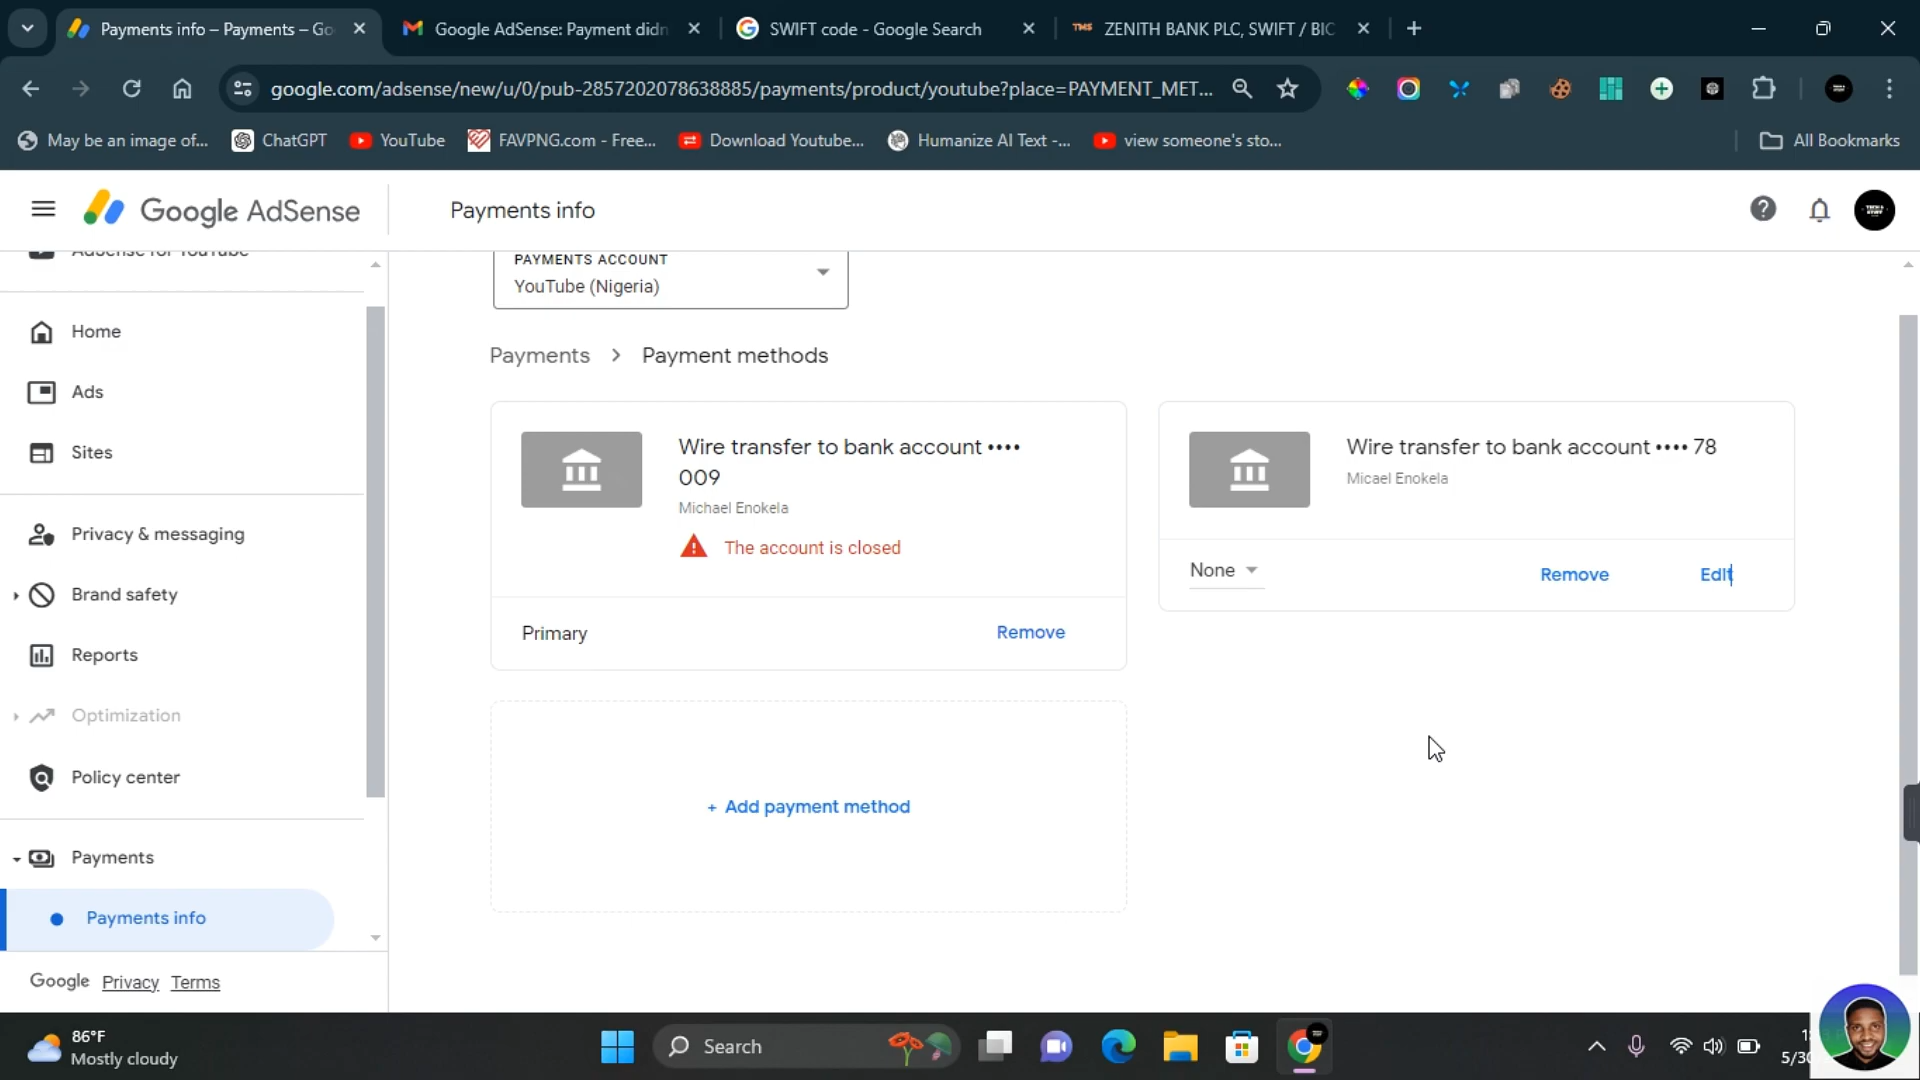 Payments info – Payments – Go
Google AdSense: Payment didn
SWIFT code - Google Search
TMS
ZENITH BANK PLC, SWIFT / BIC
google.com/adsense/new/u/0/pub-2857202078638885/payments/product/youtube?place=PAYMENT_MET...
May be an image of...
ChatGPT
YouTube
FAVPNG.com - Free...
Download Youtube...
Humanize AI Text -...
view someone's sto...
All Bookmarks
Google AdSense
Payments info
AdSense for YouTube
Home
Ads
Sites
Privacy & messaging
Brand safety
Reports
Optimization
Policy center
Payments
Payments info
Google Privacy Terms
PAYMENTS ACCOUNT
YouTube (Nigeria)
Payments > Payment methods
Wire transfer to bank account ••••
009
Michael Enokela
The account is closed
Primary
Remove
Wire transfer to bank account •••• 78
Micael Enokela
None
Remove
Edit
+ Add payment method
86°F
Mostly cloudy
Search